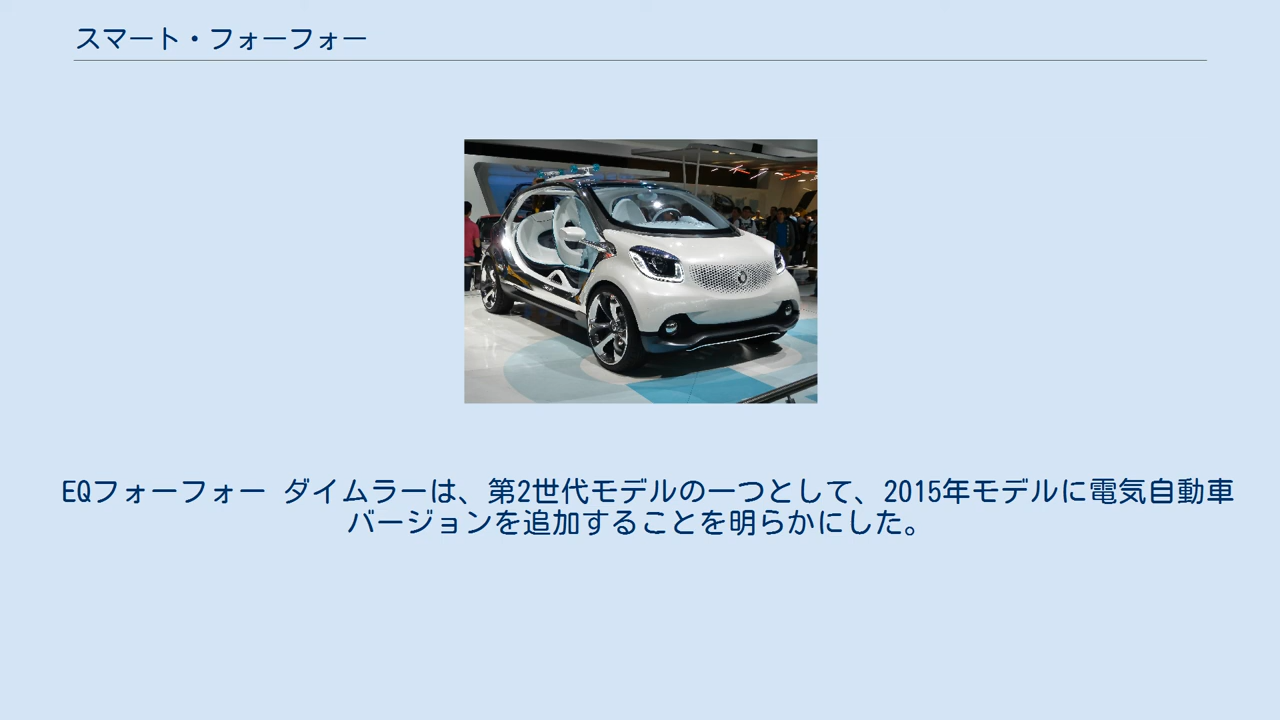 スマート・フォーフォー
EQフォーフォー ダイムラーは、第2世代モデルの一つとして、2015年モデルに電気自動車
バージョンを追加することを明らかにした。